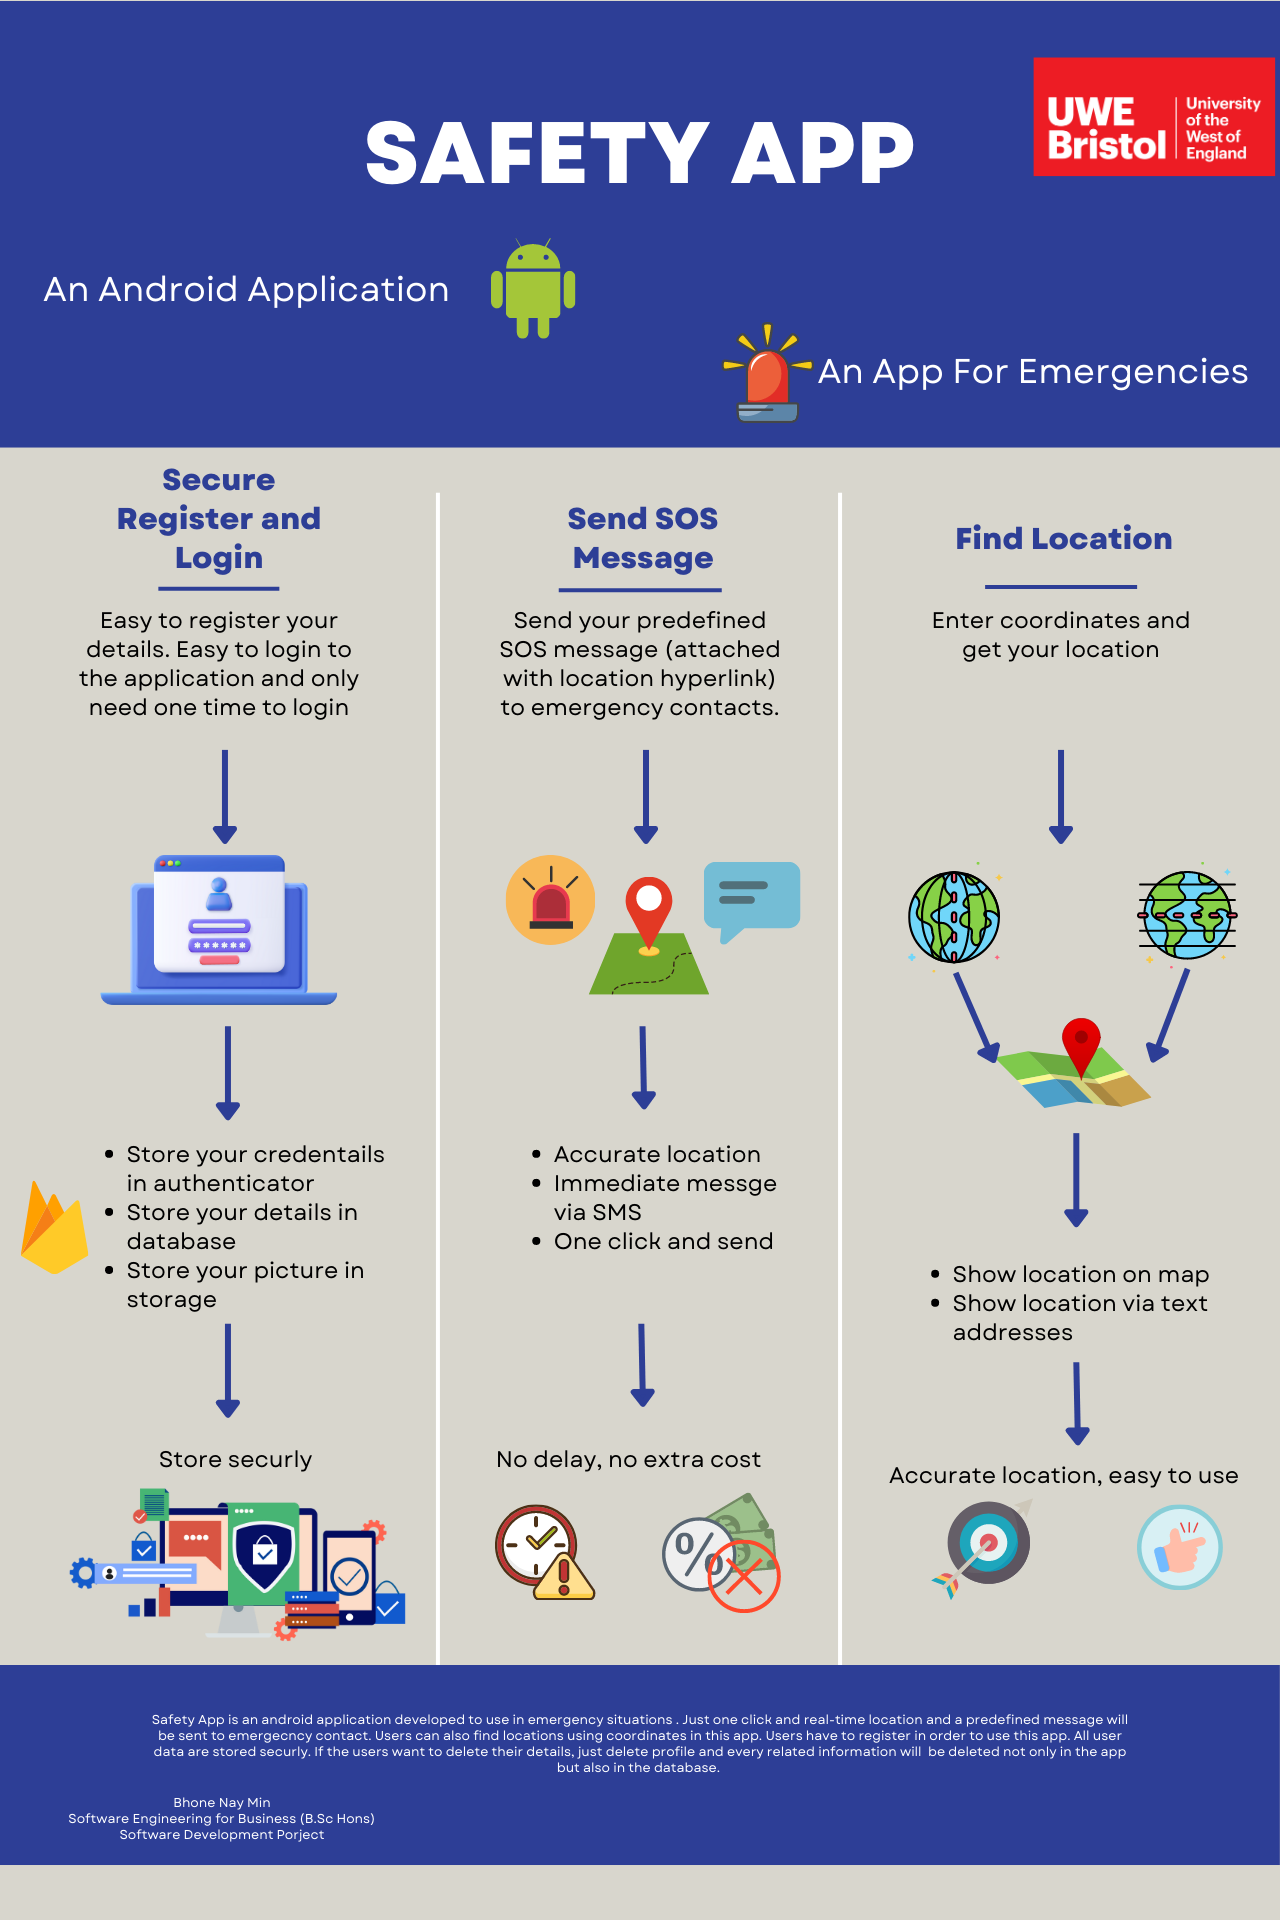 SAFETY APP
UWE
Bristol
University
of the
West of
England
An Android Application
An App For Emergencies
Secure
Register and
Login
Easy to register your
details. Easy to login to
the application and only
need one time to login
Store your credentails
in authenticator
Store your details in
database
Store your picture in
storage
Store securly
Send SOS
Message
Send your predefined
SOS message (attached
with location hyperlink)
to emergency contacts.
Accurate location
Immediate messge
via SMS
One click and send
No delay, no extra cost
%
Find Location
Enter coordinates and
get your location
Show location on map
Show location via text
addresses
Accurate location, easy to use
Safety App is an android application developed to use in emergency situations . Just one click and real-time location and a predefined message will
be sent to emergecncy contact. Users can also find locations using coordinates in this app. Users have to register in order to use this app. All user
data are stored securly. If the users want to delete their details, just delete profile and every related information will  be deleted not only in the app
but also in the database.
Bhone Nay Min
Software Engineering for Business (B.Sc Hons)
Software Development Porject